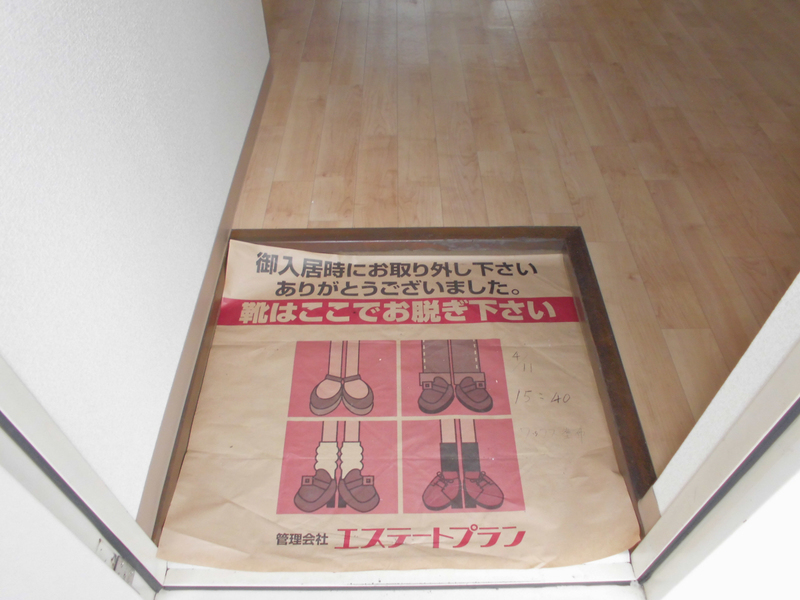 御入居時にお取り外し下さい
ありがとうございました。
靴はここでお脱ぎ下さい
4
11
15:40
管理会社 エステートプラン